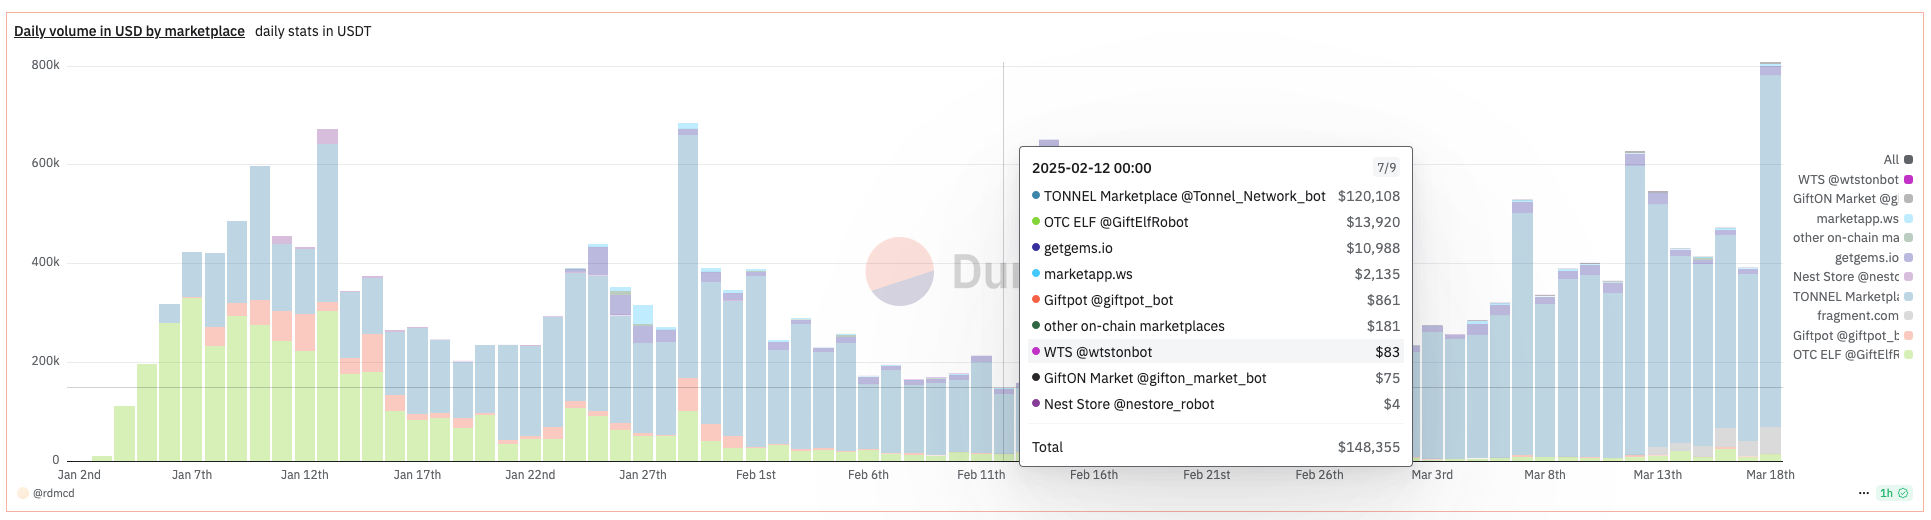 Daily volume in USD by marketplace daily stats in USDT
800k
600k
400k
200k
0
Jan 2nd Jan 7th Jan 12th Jan 17th Jan 22nd Jan 27th Feb 1st Feb 6th Feb 11th Feb 16th Feb 21st Feb 26th Mar 3rd Mar 8th Mar 13th Mar 18th
Du
2025-02-12 00:00 7/9
TONNEL Marketplace @Tonnel_Network_bot $120,108
OTC ELF @GiftElfRobot $13,920
getgems.io $10,988
marketapp.ws $2,135
Giftpot @giftpot_bot $861
other on-chain marketplaces $181
WTS @wtstonbot $83
GiftON Market @gifton_market_bot $75
Nest Store @nestore_robot $4
Total $148,355
All
WTS @wtstonbot
GiftON Market @gi
marketapp.ws
other on-chain ma
getgems.io
Nest Store @nesto
TONNEL Marketpla
fragment.com
Giftpot @giftpot_b
OTC ELF @GiftElfR
@rdmcd
... 1h